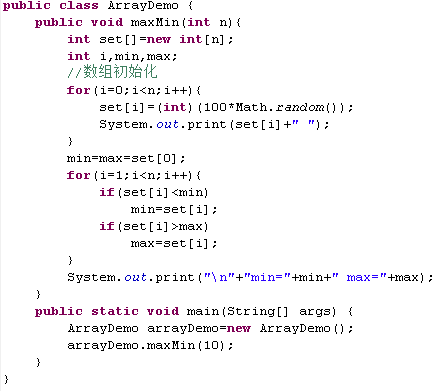 public class ArrayDemo {
    public void maxMin(int n){
        int set[]=new int[n];
        int i,min,max;
        //数组初始化
        for(i=0;i<n;i++){
            set[i]=(int)(100*Math.random());
            System.out.print(set[i]+" ");
        }
        min=max=set[0];
        for(i=1;i<n;i++){
            if(set[i]<min)
                min=set[i];
            if(set[i]>max)
                max=set[i];
        }
        System.out.print("\n"+"min="+min+" max="+max);
    }
    public static void main(String[] args) {
        ArrayDemo arrayDemo=new ArrayDemo();
        arrayDemo.maxMin(10);
    }
}